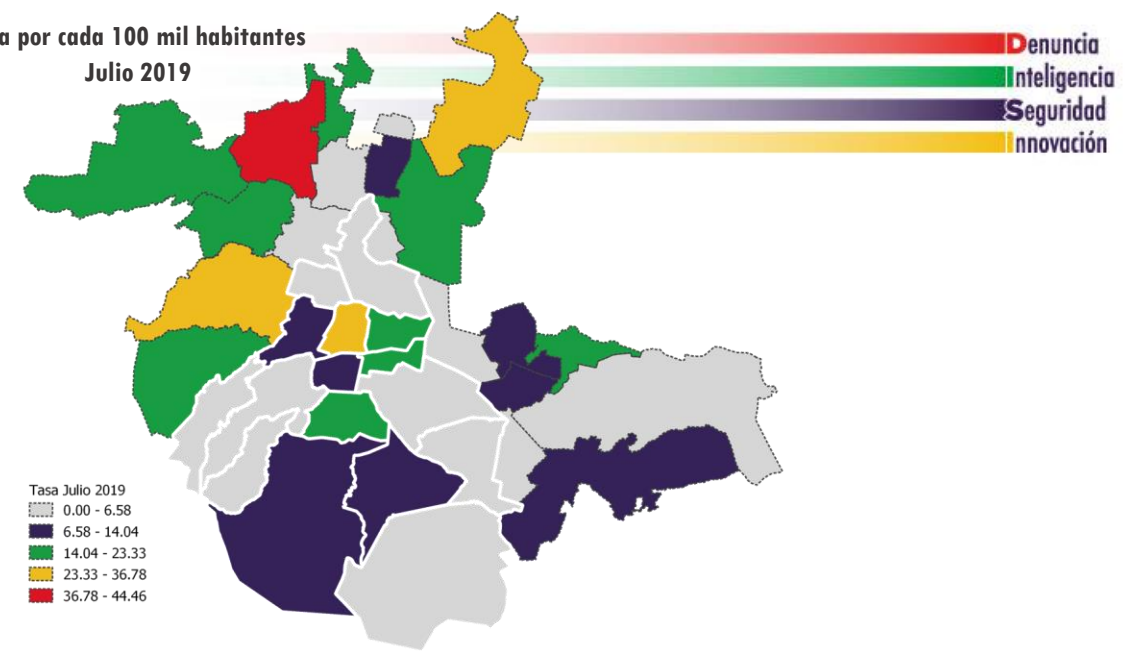 a por cada 100 mil habitantes
Julio 2019
Denuncia
Inteligencia
Seguridad
Innovación
Tasa Julio 2019
0.00 - 6.58
6.58 - 14.04
14.04 - 23.33
23.33 - 36.78
36.78 - 44.46